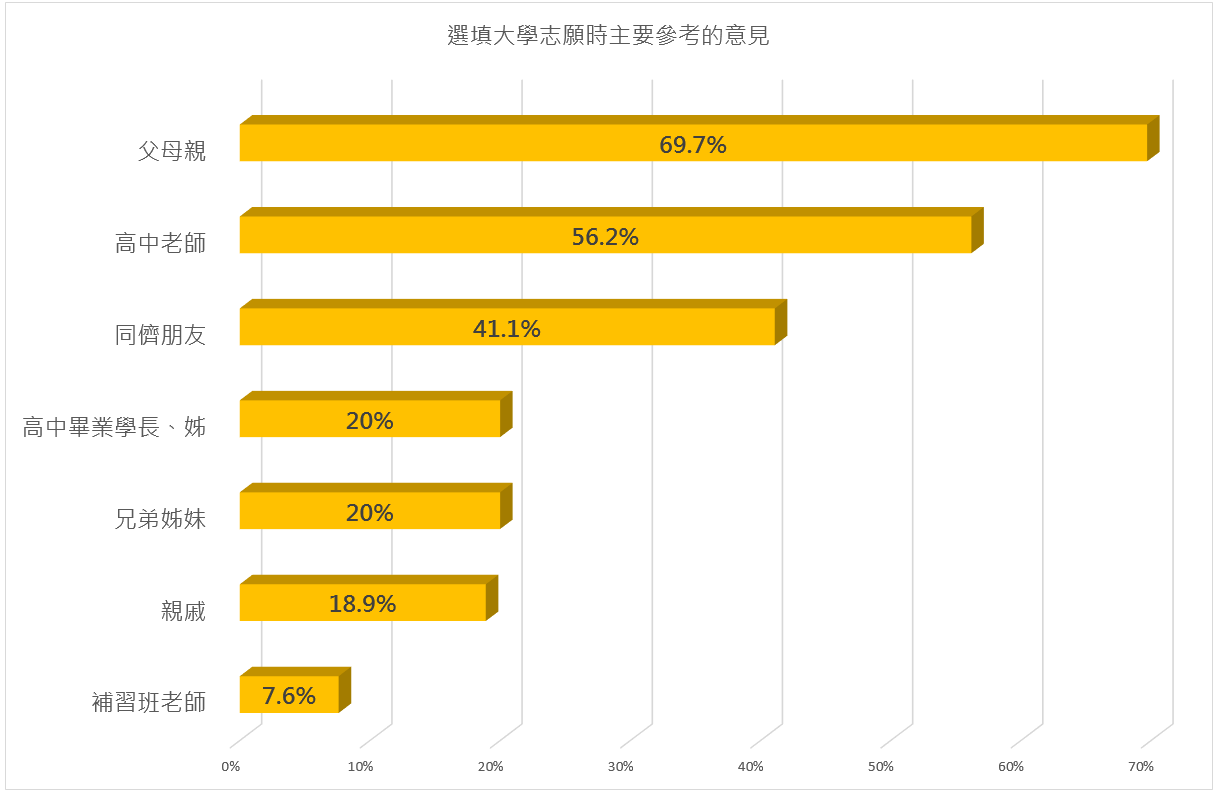 選填大學志願時主要參考的意見
父母親 69.7%
高中老師 56.2%
同儕朋友 41.1%
高中畢業學長、姊 20%
兄弟姊妹 20%
親戚 18.9%
補習班老師 7.6%
0% 10% 20% 30% 40% 50% 60% 70%